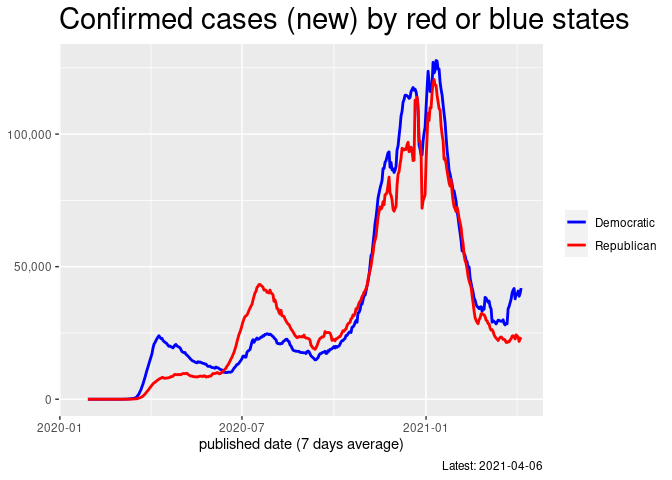 Confirmed cases (new) by red or blue states
100,000
50,000
0
2020-01
2020-07
2021-01
published date (7 days average)
Democratic
Republican
Latest: 2021-04-06